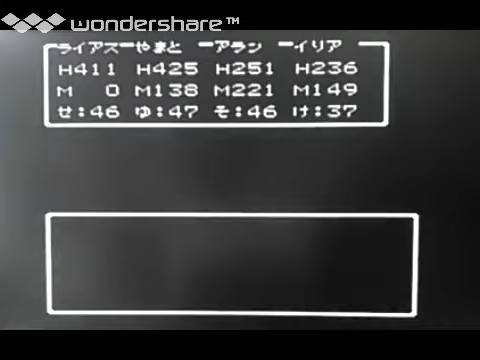 wondershare™
ライアス やまと アラン イリア
H411 H425 H251 H236
M 0 M138 M221 M149
せ:46 ゆ:47 そ:46 け:37